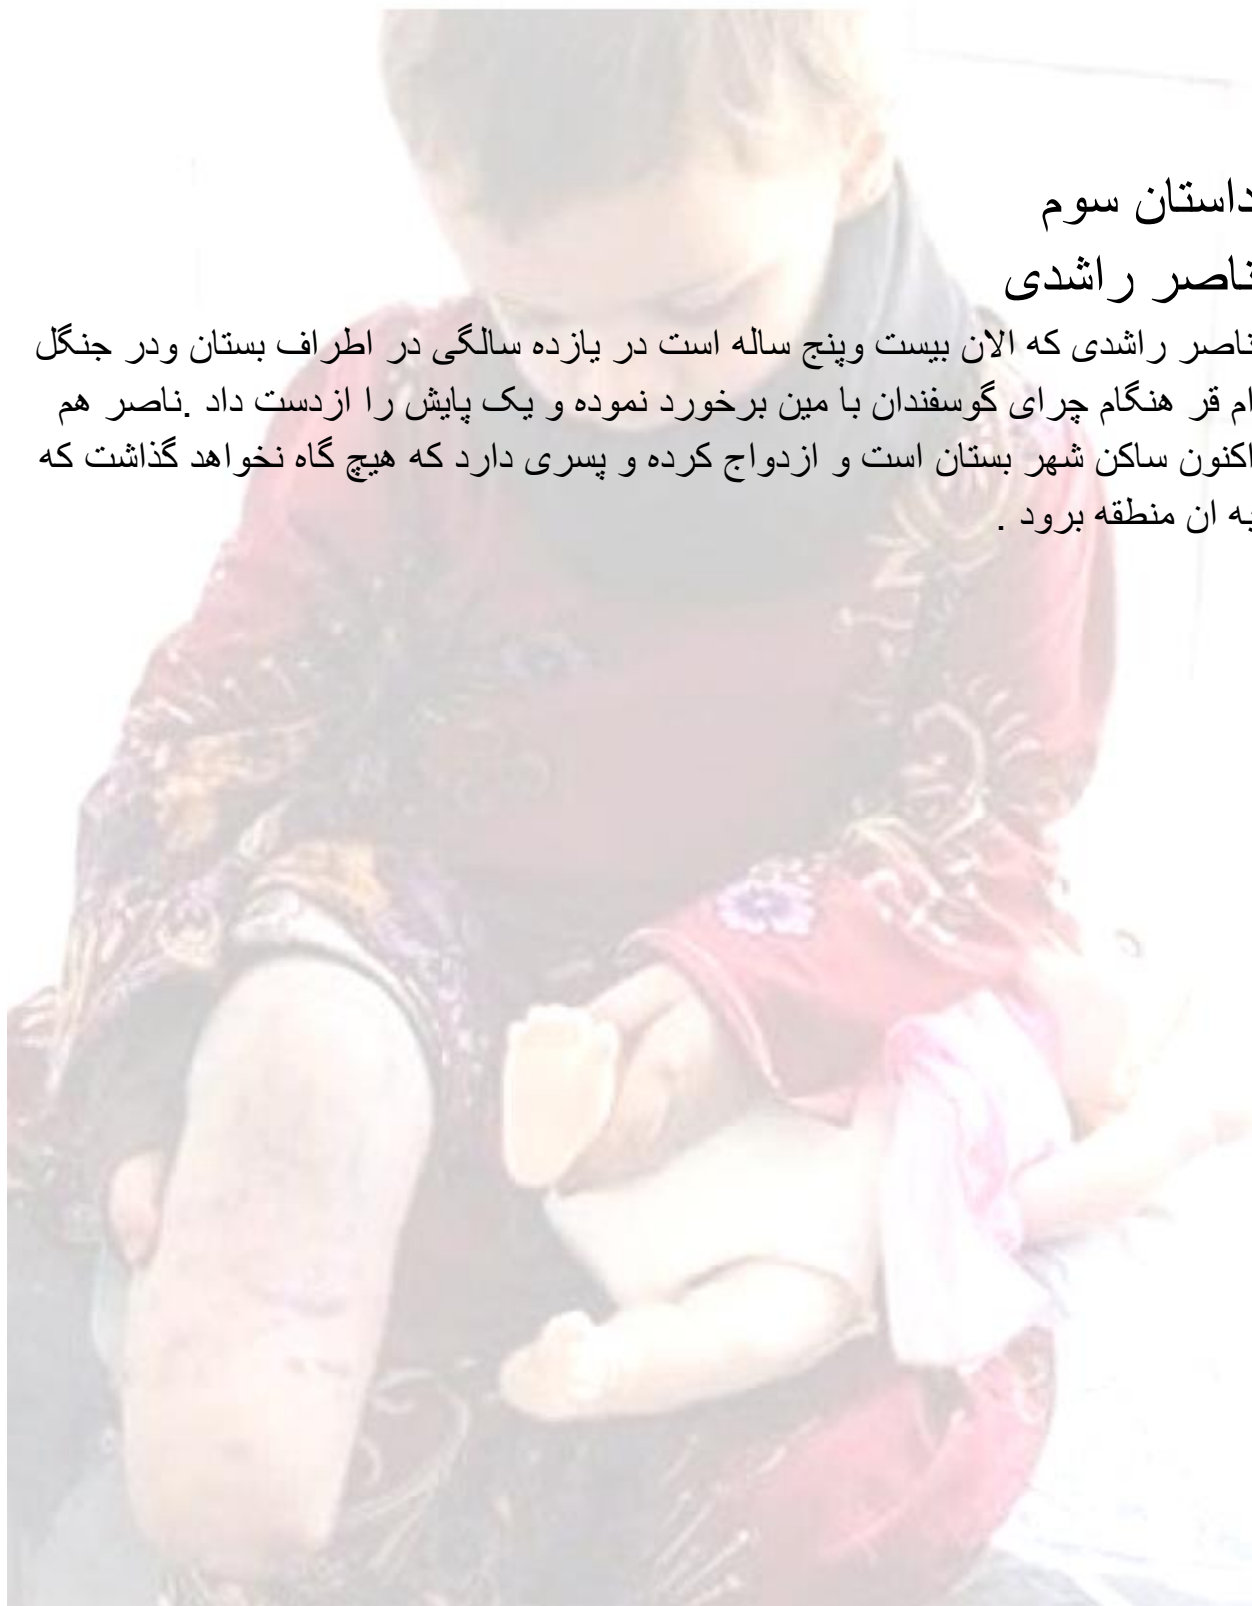 داستان سوم
ناصر راشدی
ناصر راشدی که الان بیست وپنج ساله است در یازده سالگی در اطراف بستان ودر جنگل
ام قر هنگام چرای گوسفندان با مین برخورد نموده و یک پایش را ازدست داد .ناصر هم
اکنون ساکن شهر بستان است و ازدواج کرده و پسری دارد که هیچ گاه نخواهد گذاشت که
به ان منطقه برود .